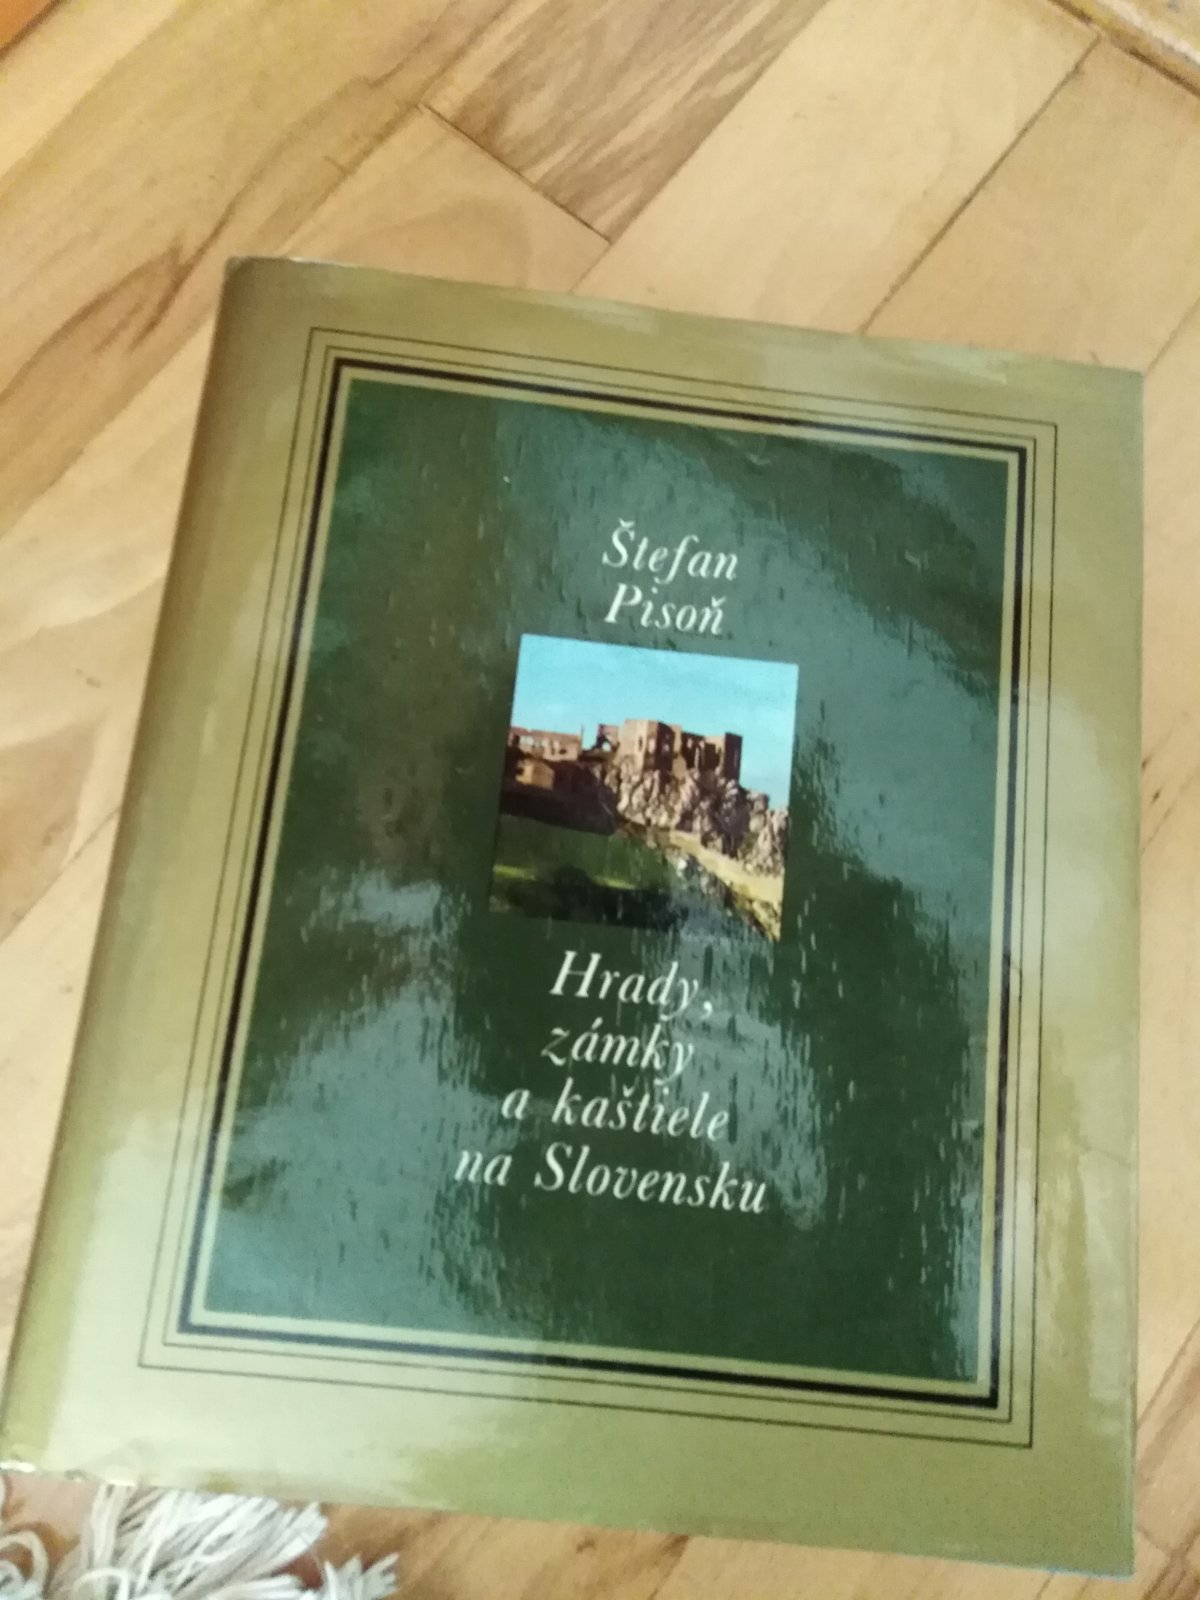 Štefan
Pisoň
Hrady,
zámky
a kaštiele
na Slovensku